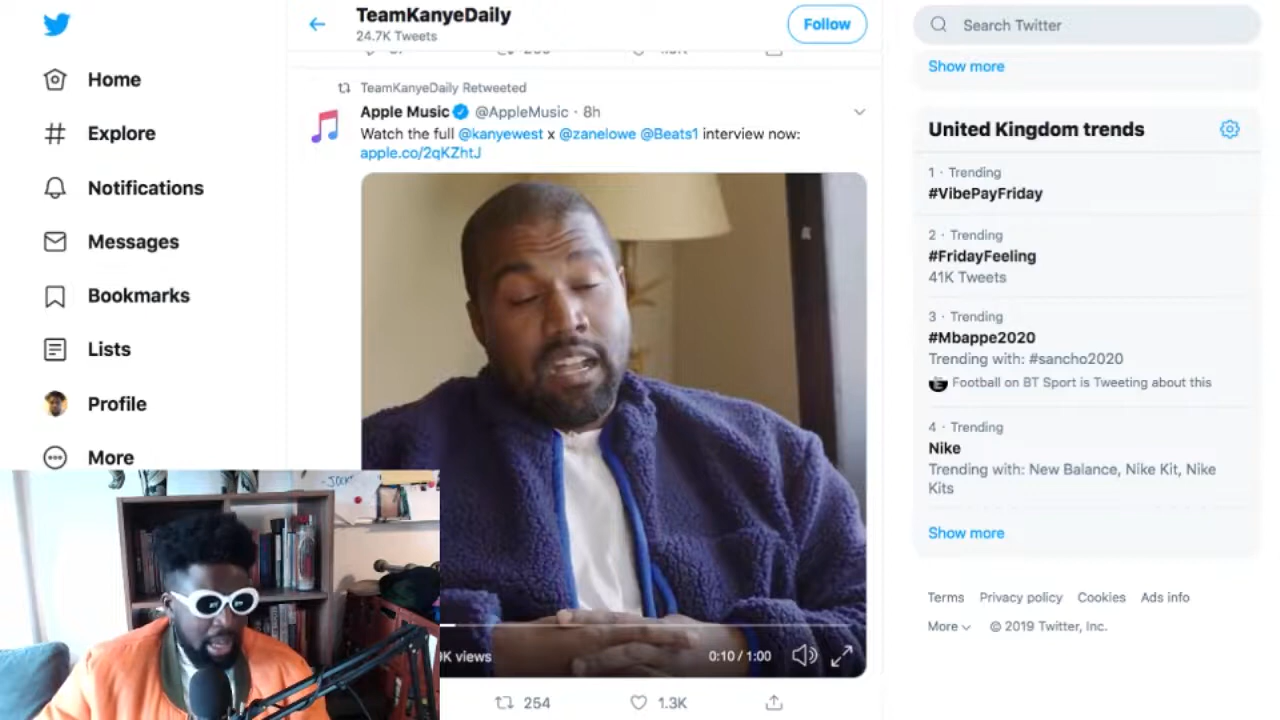 Home
Explore
Notifications
Messages
Bookmarks
Lists
Profile
More
TeamKanyeDaily
24.7K Tweets
Follow
TeamKanyeDaily Retweeted
Apple Music @AppleMusic · 8h
Watch the full @kanyewest x @zanelowe @Beats1 interview now:
apple.co/2qKZhtJ
9K views
0:10 / 1:00
254
1.3K
Search Twitter
Show more
United Kingdom trends
1 · Trending
#VibePayFriday
2 · Trending
#FridayFeeling
41K Tweets
3 · Trending
#Mbappe2020
Trending with: #sancho2020
Football on BT Sport is Tweeting about this
4 · Trending
Nike
Trending with: New Balance, Nike Kit, Nike
Kits
Show more
Terms Privacy policy Cookies Ads info
More © 2019 Twitter, Inc.